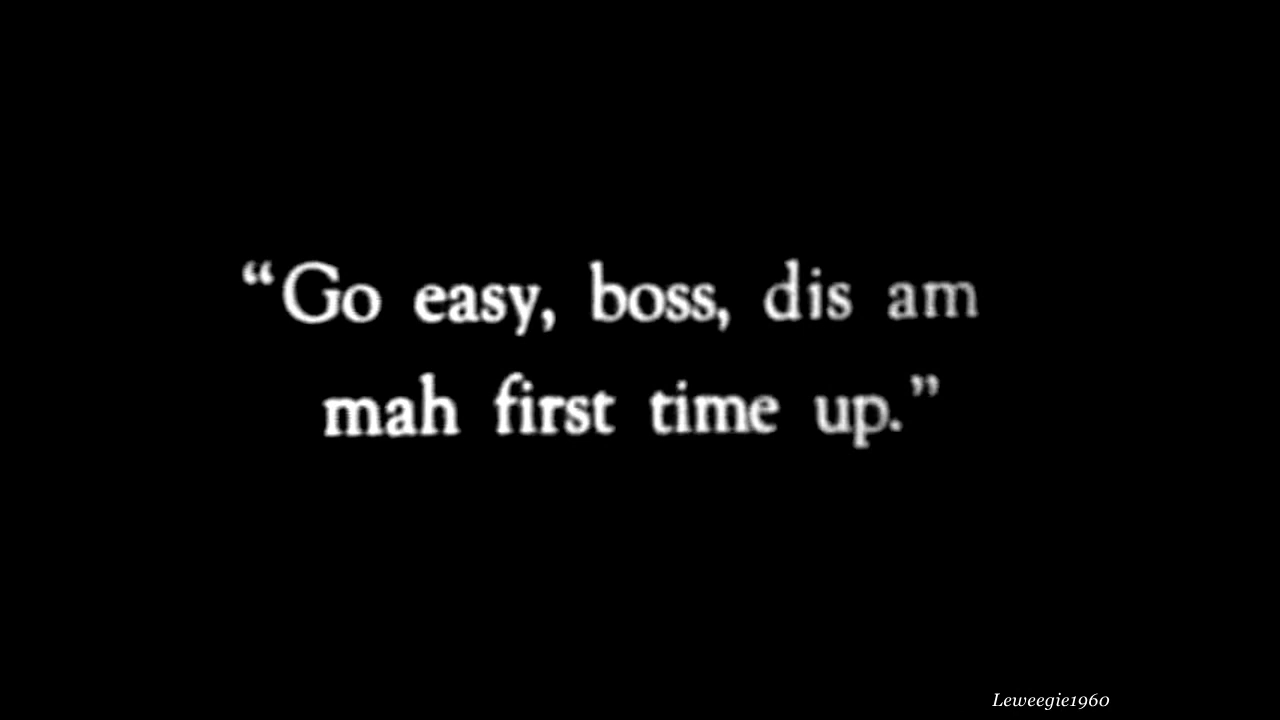 “Go easy, boss, dis am
mah first time up.”
Leweegie1960